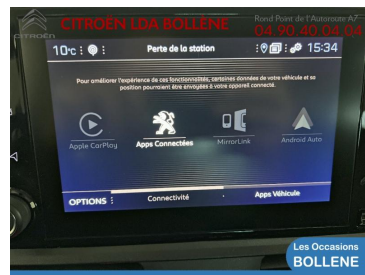 CITROËN LDA BOLLÈNE
Rond Point de l'Autoroute A7
04 90 40 04 04
CITROËN
10°c
Perte de la station
15:34
Pour améliorer l'expérience de ces fonctionnalités, certaines données de votre véhicule et sa
position pourraient être envoyées à votre appareil connecté.
Apple CarPlay
Apps Connectées
MirrorLink
Android Auto
OPTIONS
Connectivité
Apps Véhicule
Les Occasions
BOLLENE